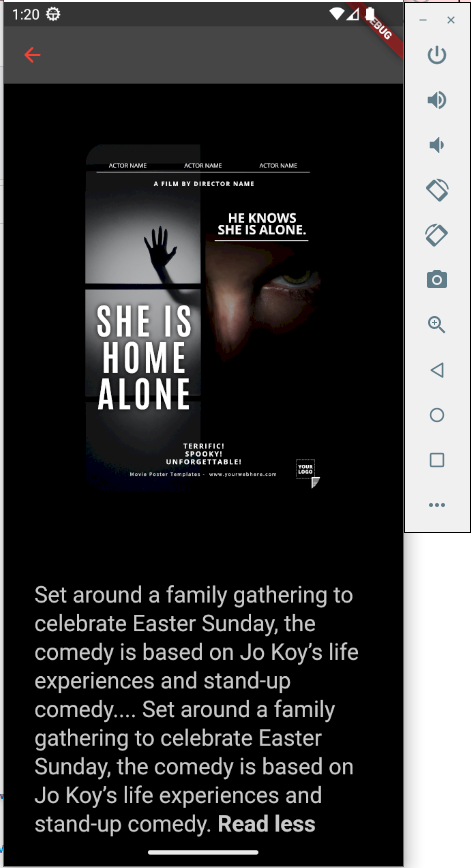 1:20
DEBUG
ACTOR NAME ACTOR NAME ACTOR NAME
A FILM BY DIRECTOR NAME
HE KNOWS
SHE IS ALONE.
SHE IS
HOME
ALONE
TERRIFIC!
SPOOKY!
UNFORGETTABLE!
Movie Poster Templates - www.yourwebhere.com
YOUR
LOGO
Set around a family gathering to
celebrate Easter Sunday, the
comedy is based on Jo Koy’s life
experiences and stand-up
comedy.... Set around a family
gathering to celebrate Easter
Sunday, the comedy is based on
Jo Koy’s life experiences and
stand-up comedy. Read less